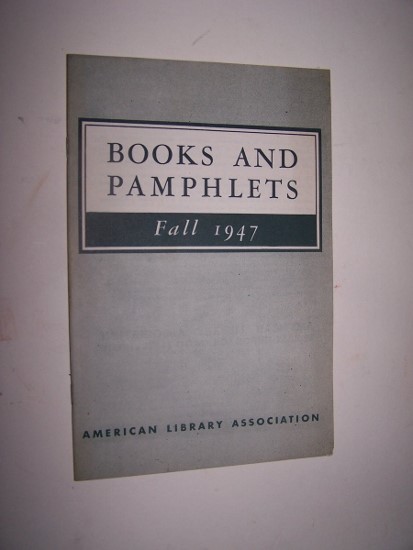 BOOKS AND
PAMPHLETS
Fall 1947
AMERICAN LIBRARY ASSOCIATION